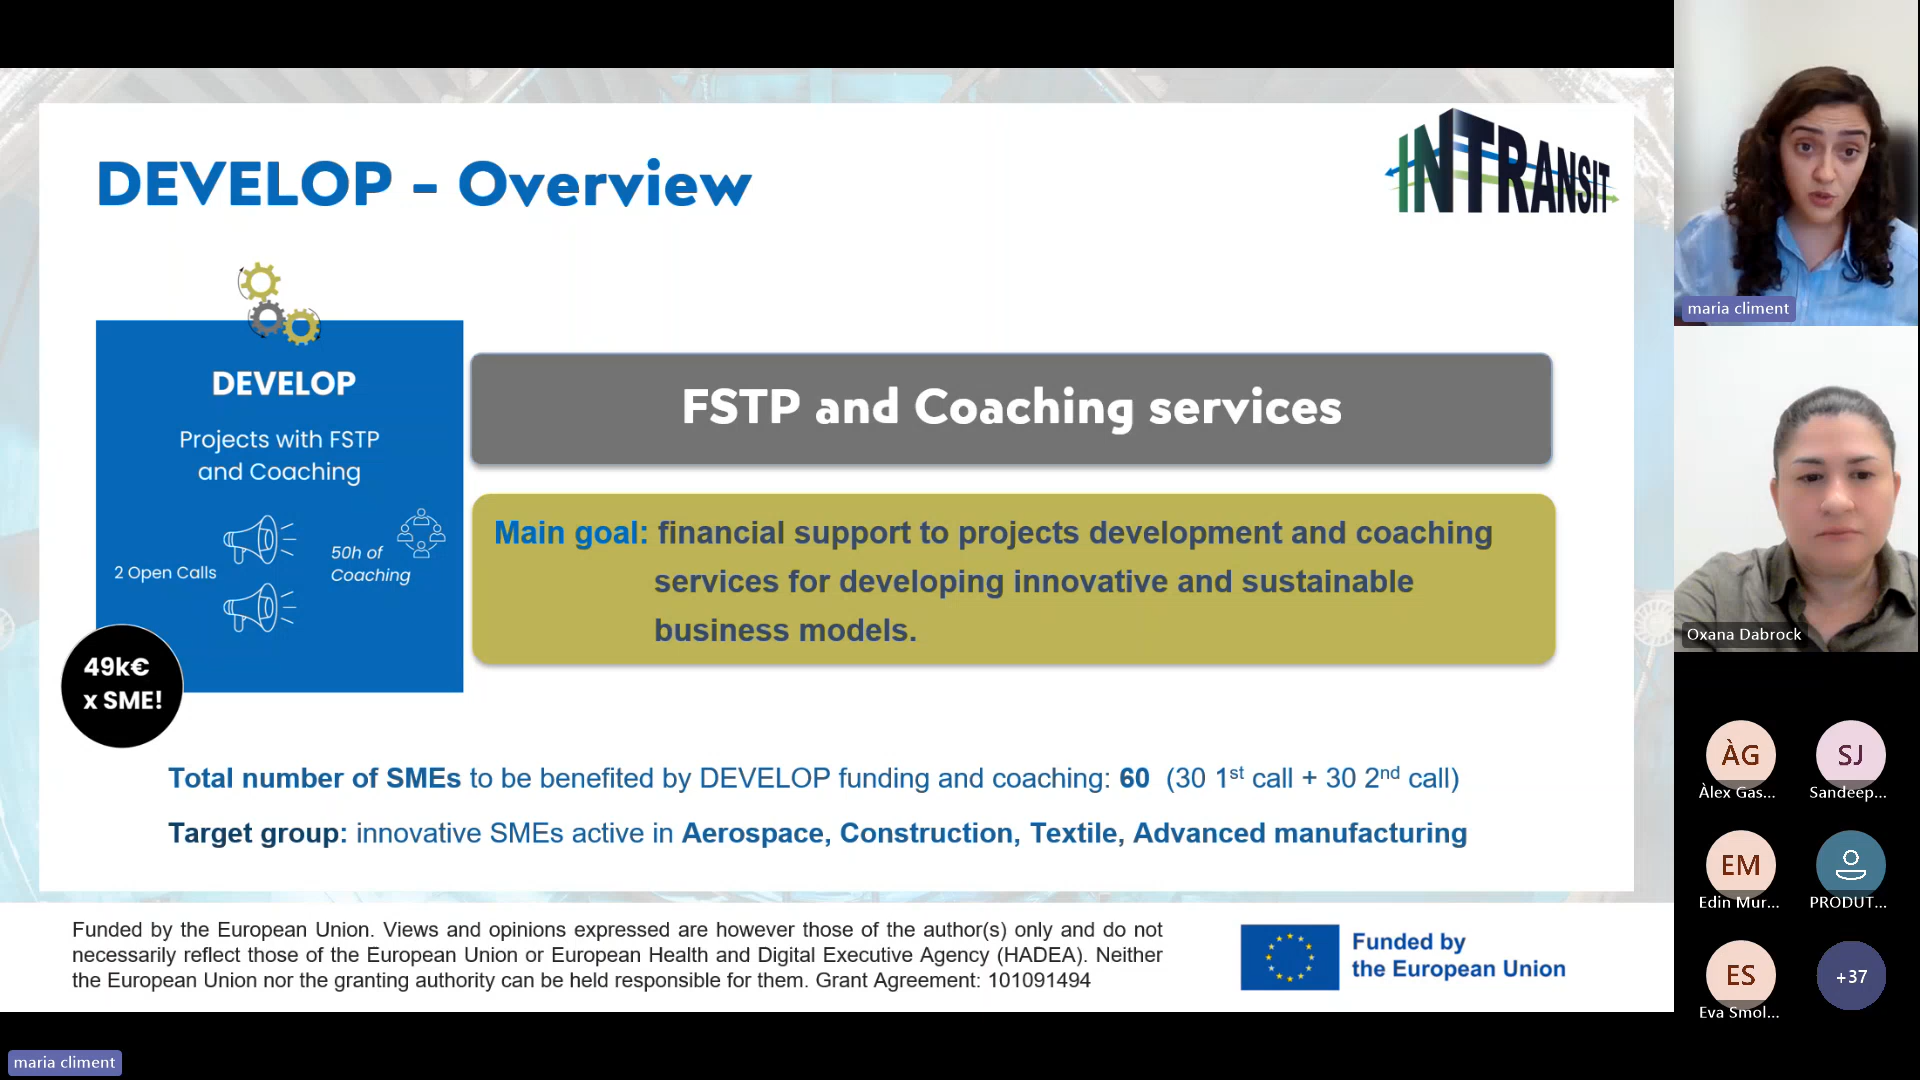 DEVELOP - Overview
INTRANSIT
DEVELOP
Projects with FSTP
and Coaching
2 Open Calls
50h of
Coaching
49k€
x SME!
FSTP and Coaching services
Main goal: financial support to projects development and coaching
services for developing innovative and sustainable
business models.
Total number of SMEs to be benefited by DEVELOP funding and coaching: 60 (30 1st call + 30 2nd call)
Target group: innovative SMEs active in Aerospace, Construction, Textile, Advanced manufacturing
Funded by the European Union. Views and opinions expressed are however those of the author(s) only and do not
necessarily reflect those of the European Union or European Health and Digital Executive Agency (HADEA). Neither
the European Union nor the granting authority can be held responsible for them. Grant Agreement: 101091494
Funded by
the European Union
maria climent
Oxana Dabrock
ÀG
Àlex Gas...
SJ
Sandeep...
EM
Edin Mur...
PRODUT...
ES
Eva Smol...
+37
maria climent